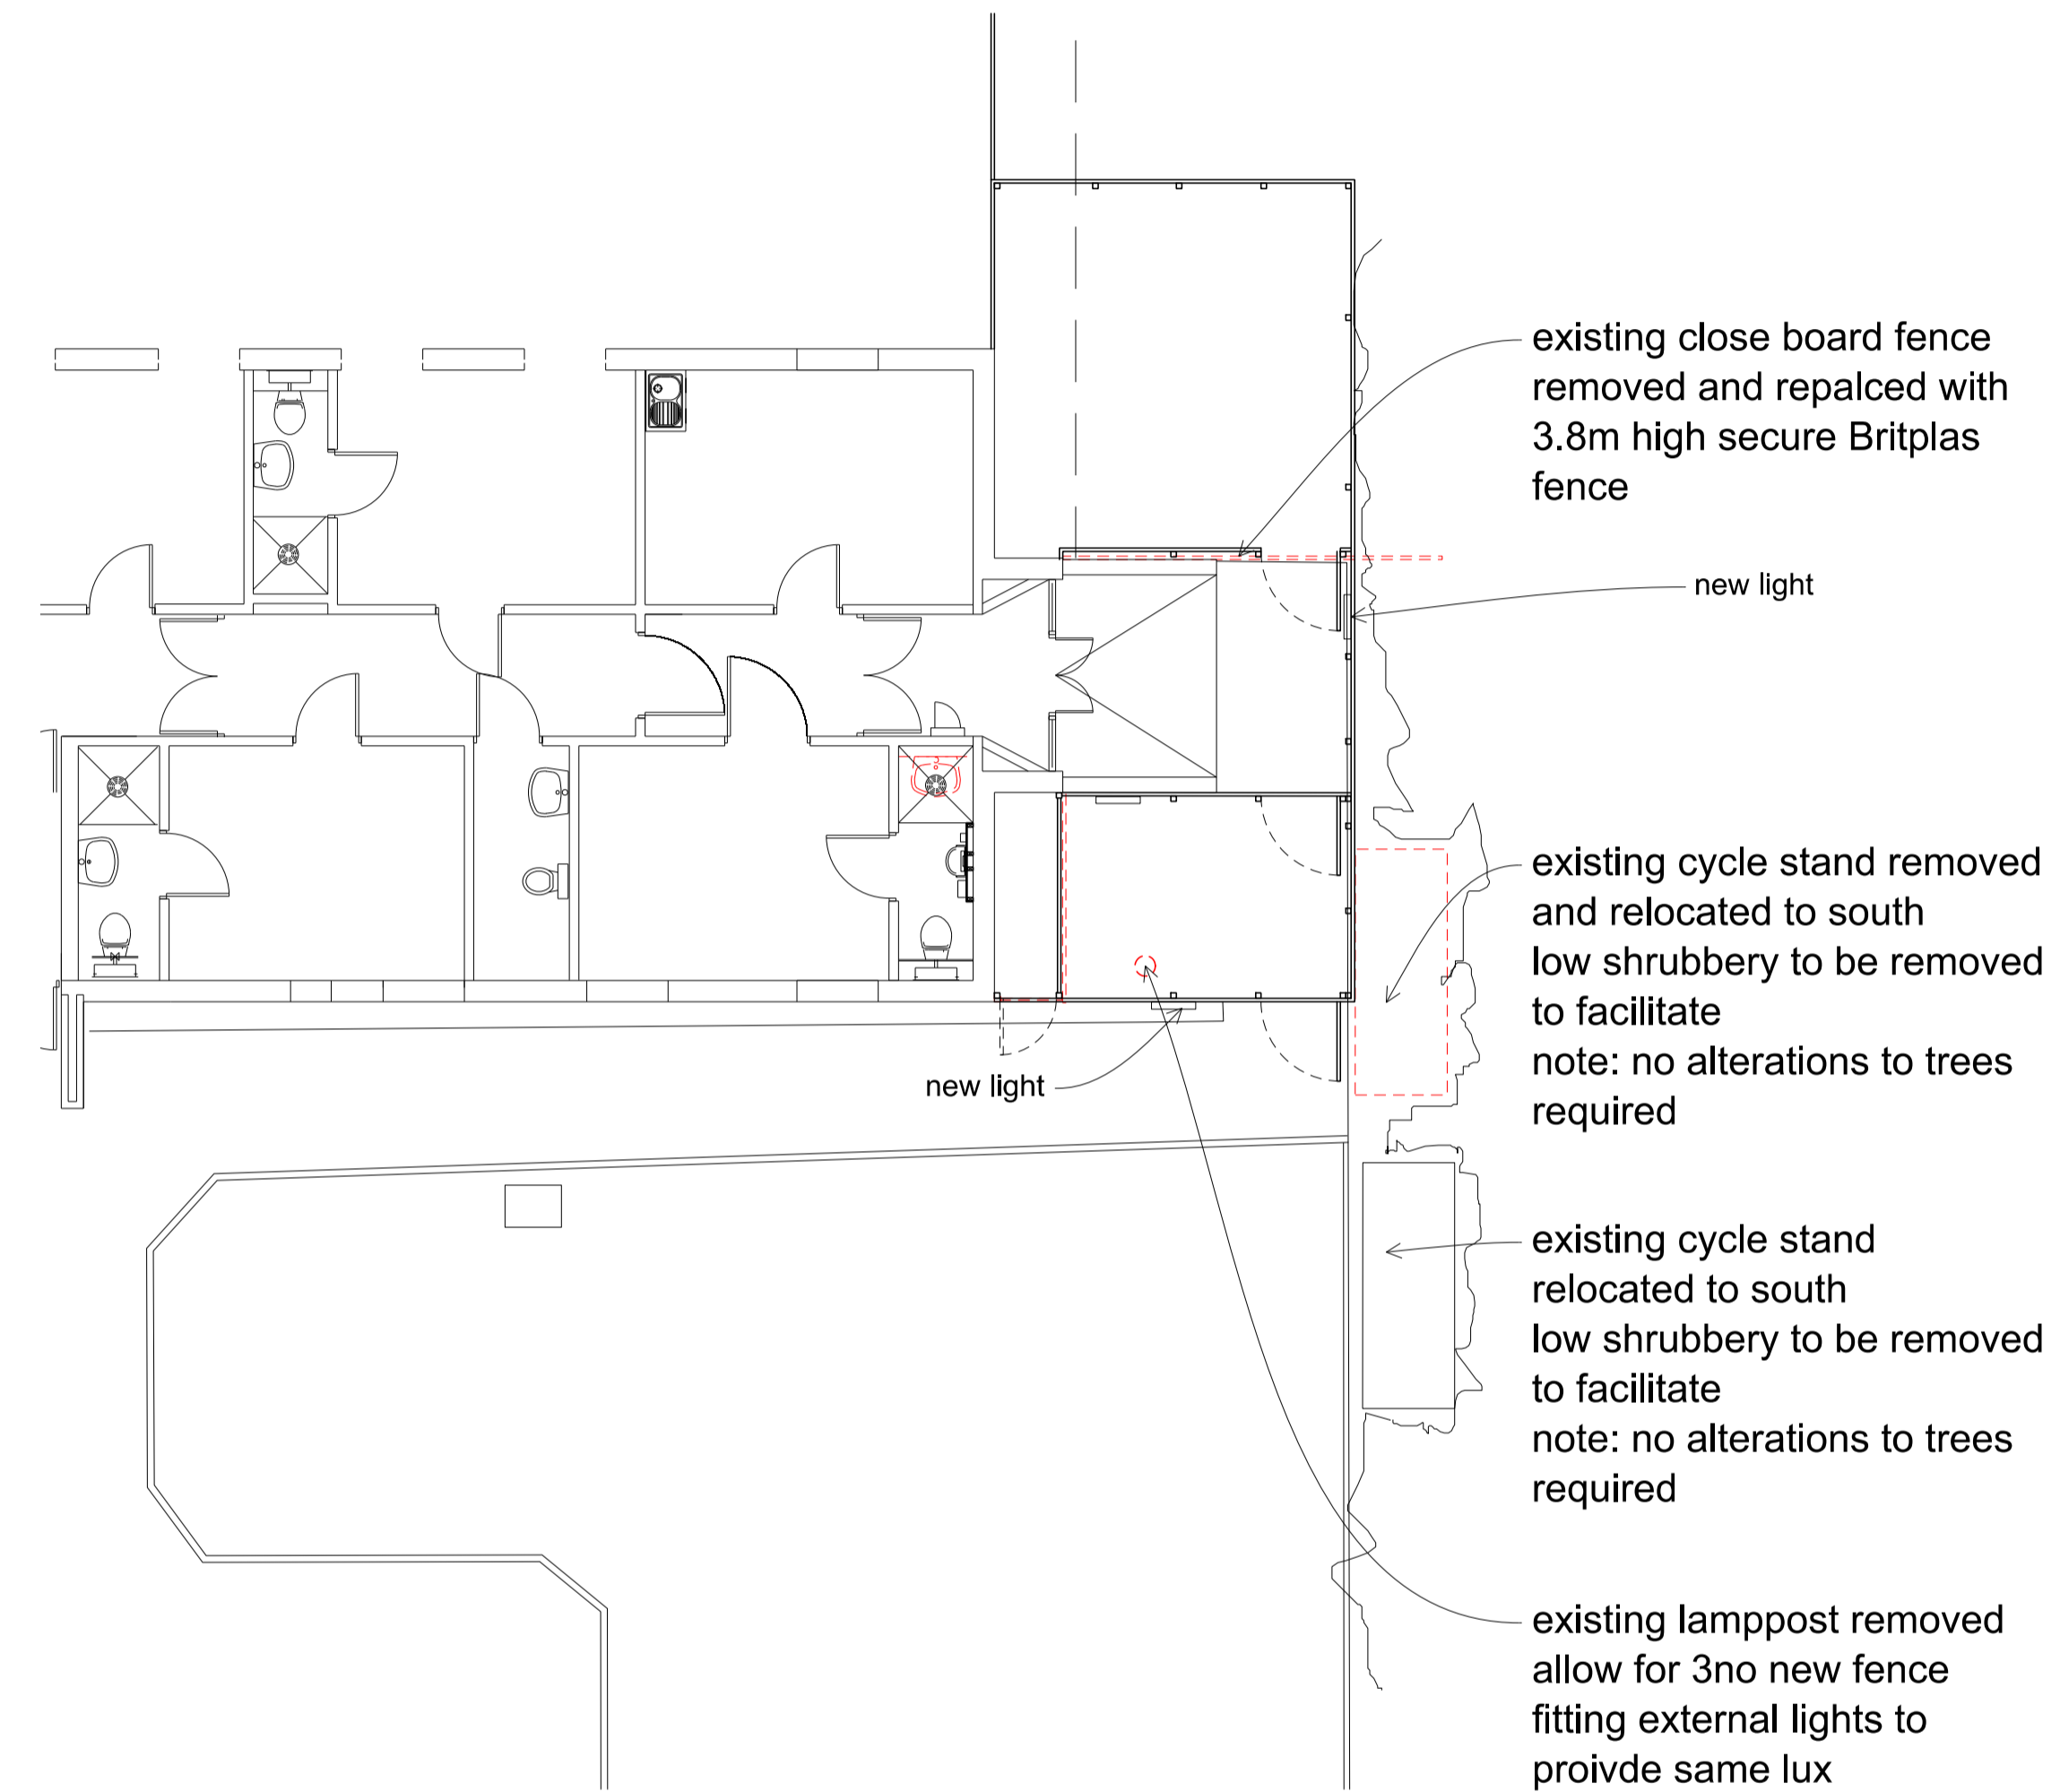 existing close board fence
removed and repalced with
3.8m high secure Britplas
fence
new light
existing cycle stand removed
and relocated to south
low shrubbery to be removed
to facilitate
note: no alterations to trees
required
new light
existing cycle stand
relocated to south
low shrubbery to be removed
to facilitate
note: no alterations to trees
required
existing lamppost removed
allow for 3no new fence
fitting external lights to
proivde same lux